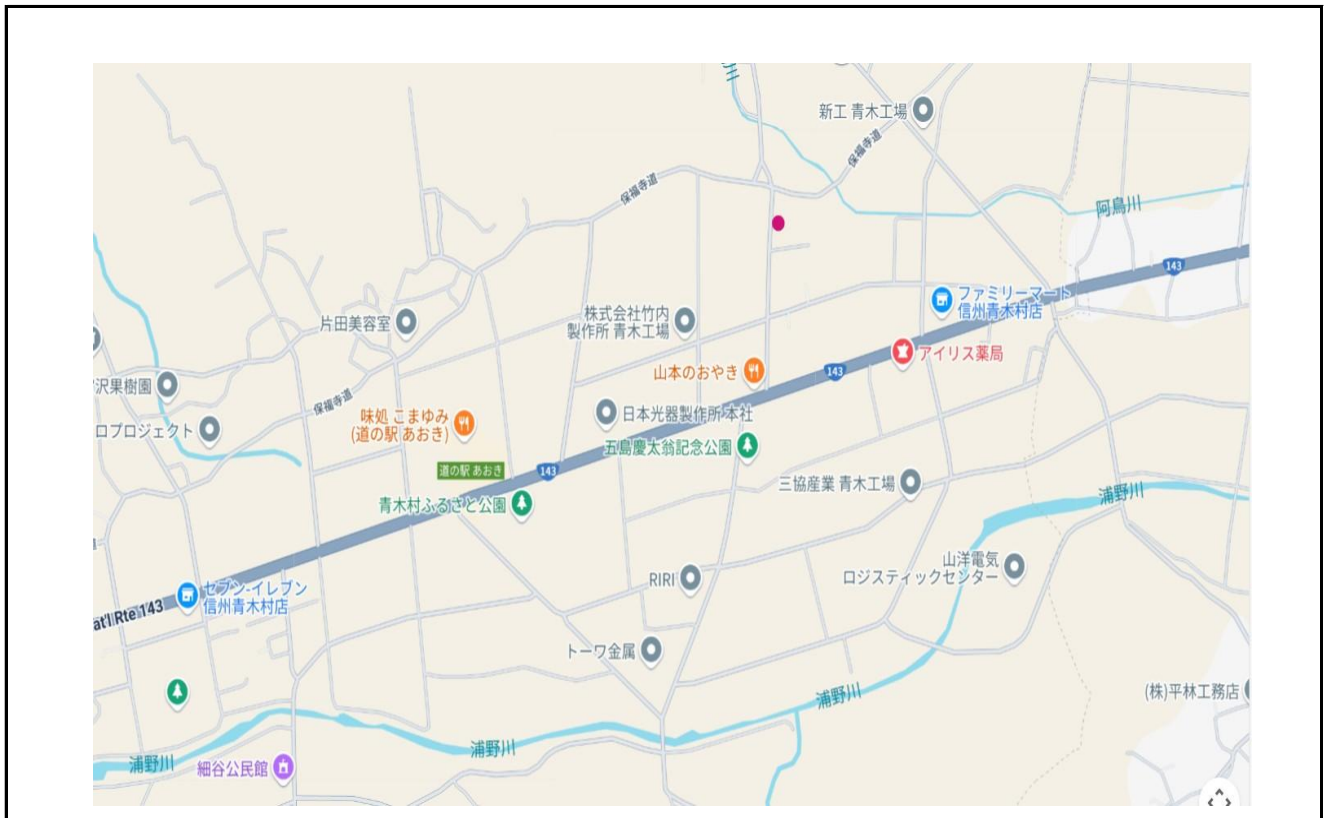 新工 青木工場
保福寺道
保福寺道
阿鳥川
143
ファミリーマート
信州青木村店
株式会社竹内
製作所 青木工場
片田美容室
アイリス薬局
山本のおやき
143
沢果樹園
保福寺道
味処 こまゆみ
(道の駅 あおき)
日本光器製作所 本社
ロプロジェクト
五島慶太翁記念公園
道の駅 あおき
143
三協産業 青木工場
浦野川
青木村ふるさと公園
山洋電気
ロジスティックセンター
RIRI
セブン-イレブン
信州青木村店
at'l Rte 143
トーワ金属
浦野川
(株)平林工務店
浦野川
浦野川
細谷公民館